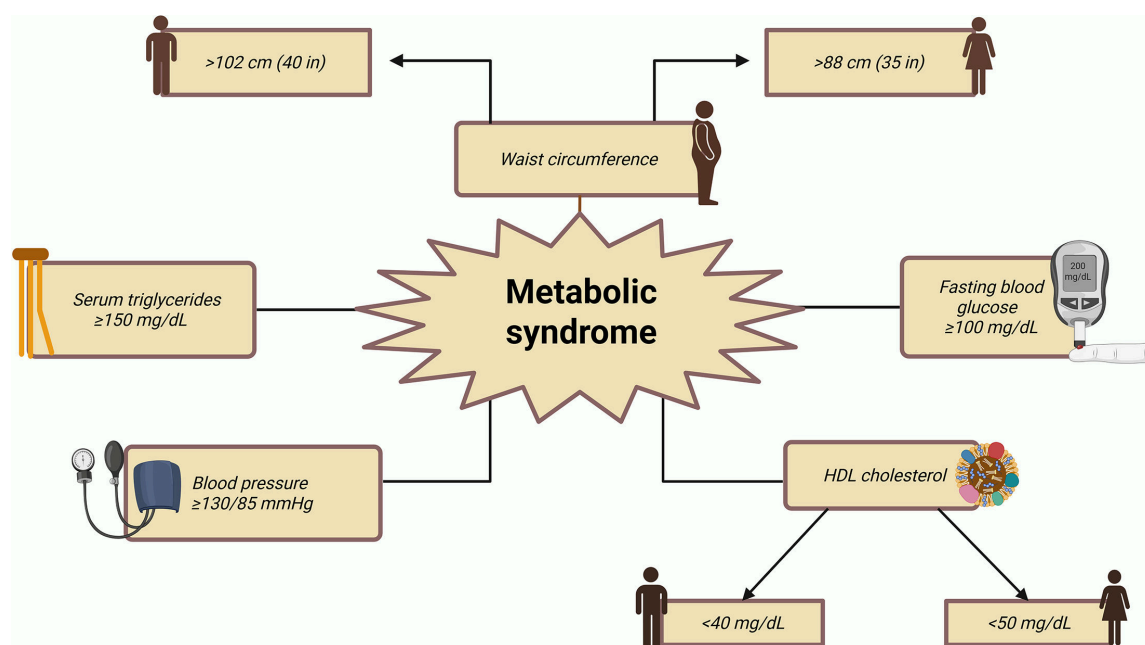 >102 cm (40 in)
>88 cm (35 in)
Waist circumference
Metabolic
syndrome
Serum triglycerides
≥150 mg/dL
200
mg/dL
Fasting blood
glucose
≥100 mg/dL
Blood pressure
≥130/85 mmHg
HDL cholesterol
<40 mg/dL
<50 mg/dL